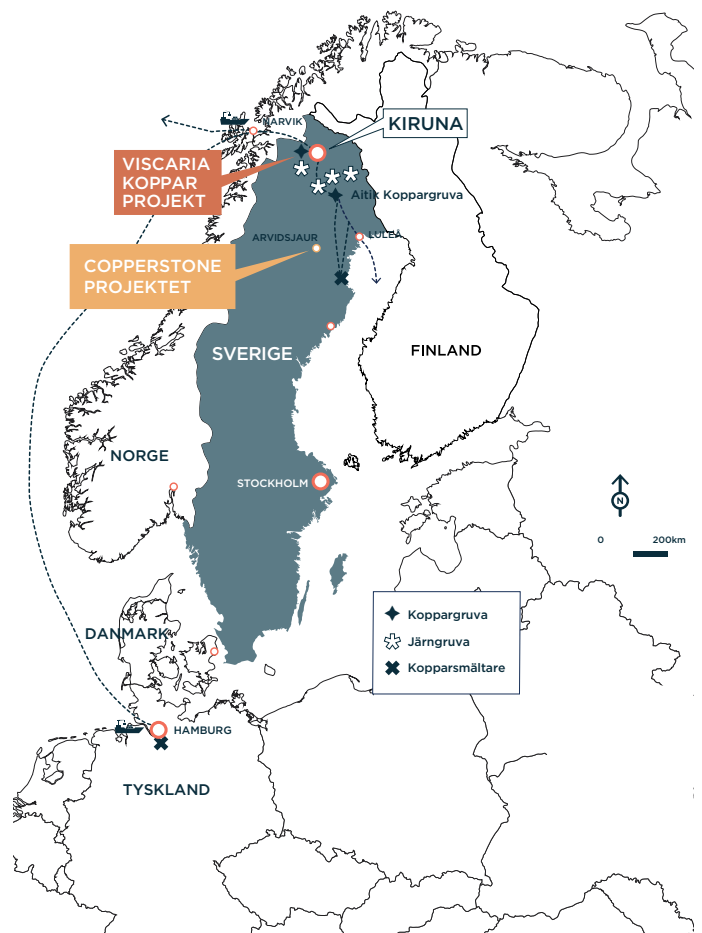 NARVIK
KIRUNA
VISCARIA
KOPPAR
PROJEKT
Aitik Koppargruva
ARVIDSJAUR
LULEÅ
COPPERSTONE
PROJEKTET
SVERIGE
FINLAND
NORGE
STOCKHOLM
N
0 200km
Koppargruva
Järngruva
Kopparsmältare
DANMARK
HAMBURG
TYSKLAND